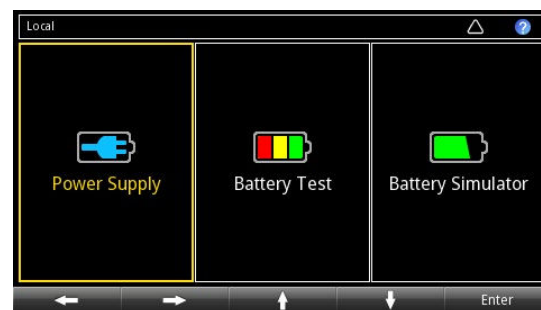 Local
?
Power Supply
Battery Test
Battery Simulator
Enter